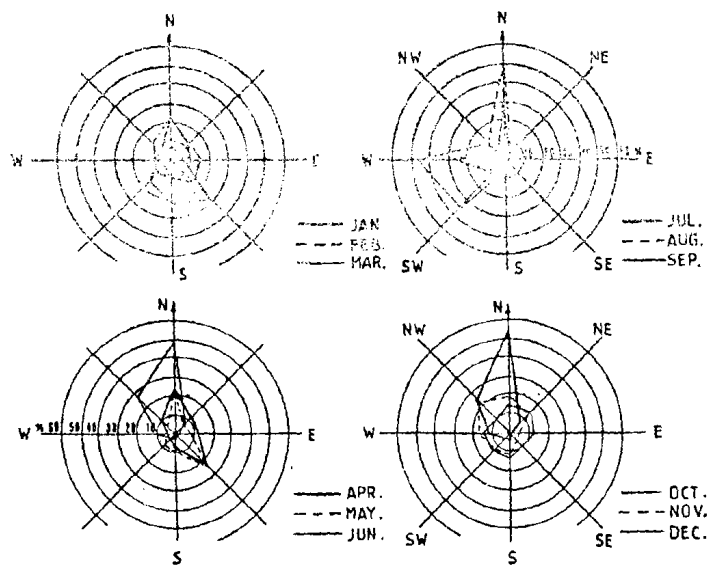 N
W
S
JAN
FEB.
MAR.
N
NW
NE
W
E
SW
SE
S
JUL.
AUG.
SEP.
N
W
% 60 50 40 30 20 10
E
S
APR.
MAY.
JUN.
N
NW
NE
W
E
SW
SE
S
OCT.
NOV.
DEC.